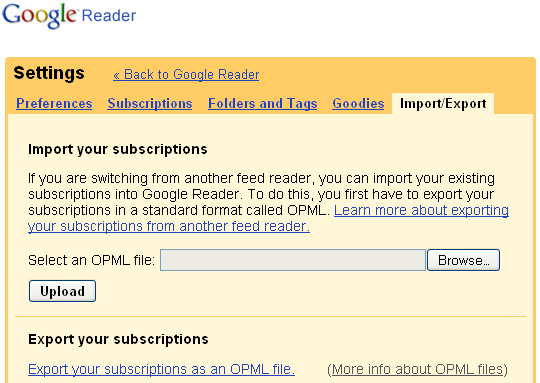 Google Reader
Settings « Back to Google Reader
Preferences Subscriptions Folders and Tags Goodies Import/Export
Import your subscriptions
If you are switching from another feed reader, you can import your existing
subscriptions into Google Reader. To do this, you first have to export your
subscriptions in a standard format called OPML. Learn more about exporting
your subscriptions from another feed reader.
Select an OPML file: Browse...
Upload
Export your subscriptions
Export your subscriptions as an OPML file. (More info about OPML files)